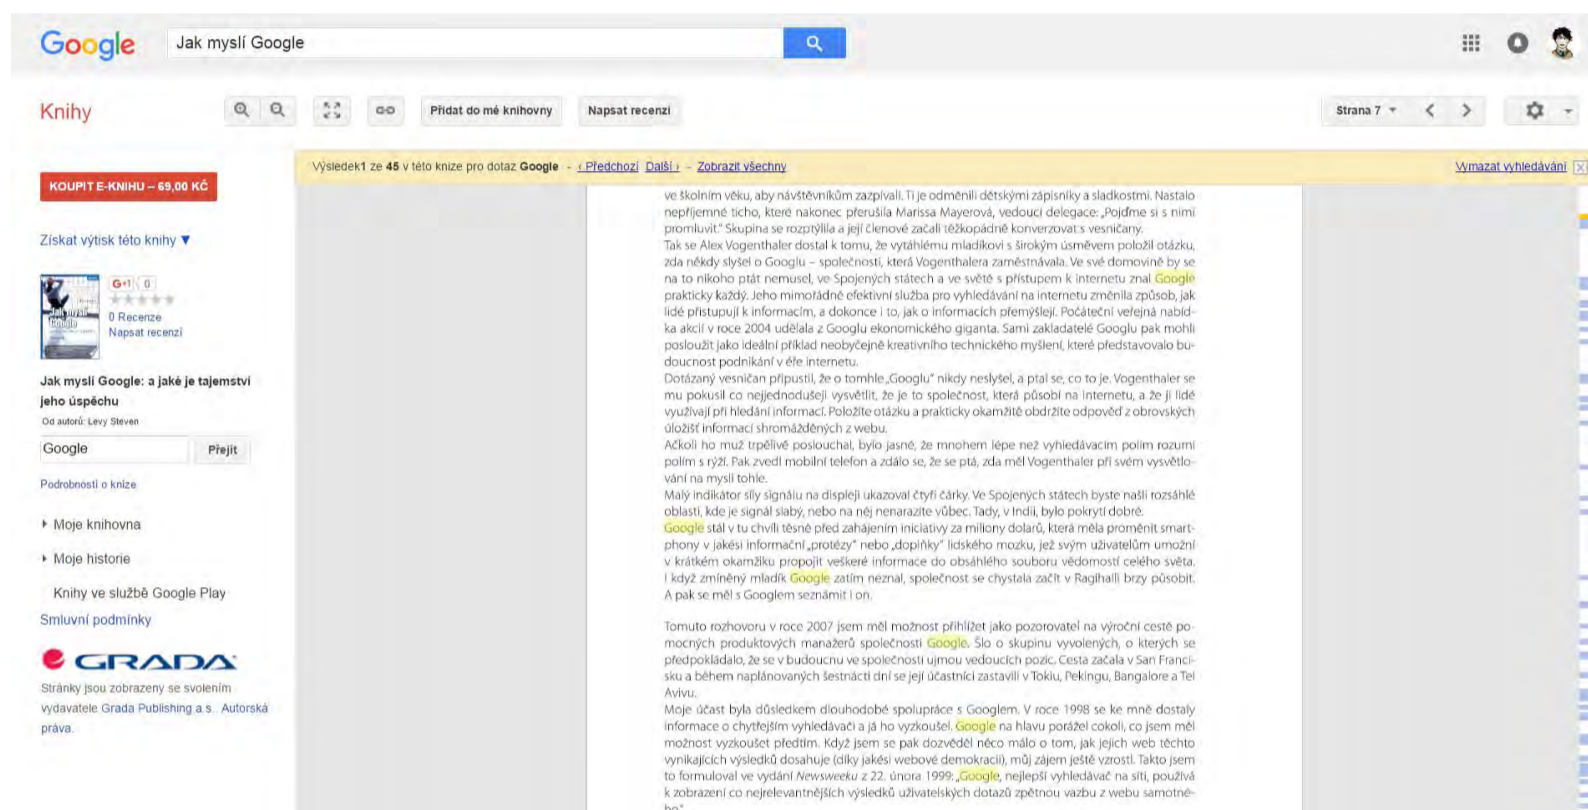 Google
Jak myslí Google
Knihy
Přidat do mé knihovny
Napsat recenzi
Strana 7
KOUPIT E-KNIHU – 69,00 KČ
Získat výtisk této knihy ▼
G+1 0
0 Recenze
Napsat recenzi
Jak myslí Google: a jaké je tajemství
jeho úspěchu
Od autorů: Levy Steven
Google
Přejít
Podrobnosti o knize
Moje knihovna
Moje historie
Knihy ve službě Google Play
Smluvní podmínky
GRADA
Stránky jsou zobrazeny se svolením
vydavatele Grada Publishing a.s.. Autorská
práva.
Výsledek1 ze 45 v této knize pro dotaz Google - ‹ Předchozí Další › - Zobrazit všechny
Vymazat vyhledávání
ve školním věku, aby návštěvníkům zazpívali. Ti je odměnili dětskými zápisníky a sladkostmi. Nastalo
nepříjemné ticho, které nakonec přerušila Marissa Mayerová, vedoucí delegace: „Pojďme si s nimi
promluvit.“ Skupina se rozptýlila a její členové začali těžkopádně konverzovat s vesničany.
Tak se Alex Vogenthaler dostal k tomu, že vytáhlému mladíkovi s širokým úsměvem položil otázku,
zda někdy slyšel o Googlu – společnosti, která Vogenthalera zaměstnávala. Ve své domovině by se
na to nikoho ptát nemusel, ve Spojených státech a ve světě s přístupem k internetu znal Google
prakticky každý. Jeho mimořádně efektivní služba pro vyhledávání na internetu změnila způsob, jak
lidé přistupují k informacím, a dokonce i to, jak o informacích přemýšlejí. Počáteční veřejná nabíd-
ka akcií v roce 2004 udělala z Googlu ekonomického giganta. Sami zakladatelé Googlu pak mohli
posloužit jako ideální příklad neobyčejně kreativního technického myšlení, které představovalo bu-
doucnost podnikání v éře internetu.
Dotázaný vesničan připustil, že o tomhle „Googlu“ nikdy neslyšel, a ptal se, co to je. Vogenthaler se
mu pokusil co nejjednodušeji vysvětlit, že je to společnost, která působí na internetu, a že ji lidé
využívají při hledání informací. Položíte otázku a prakticky okamžitě obdržíte odpověď z obrovských
úložišť informací shromážděných z webu.
Ačkoli ho muž trpělivě poslouchal, bylo jasné, že mnohem lépe než vyhledávacím polím rozumí
polím s rýží. Pak zvedl mobilní telefon a zdálo se, že se ptá, zda měl Vogenthaler při svém vysvětlo-
vání na mysli tohle.
Malý indikátor síly signálu na displeji ukazoval čtyři čárky. Ve Spojených státech byste našli rozsáhlé
oblasti, kde je signál slabý, nebo na něj nenarazíte vůbec. Tady, v Indii, bylo pokrytí dobré.
Google stál v tu chvíli těsně před zahájením iniciativy za miliony dolarů, která měla proměnit smart-
phony v jakési informační „protézy“ nebo „doplňky“ lidského mozku, jež svým uživatelům umožní
v krátkém okamžiku propojit veškeré informace do obsáhlého souboru vědomostí celého světa.
I když zmíněný mladík Google zatím neznal, společnost se chystala začít v Ragihalli brzy působit.
A pak se měl s Googlem seznámit i on.
Tomuto rozhovoru v roce 2007 jsem měl možnost přihlížet jako pozorovatel na výroční cestě po-
mocných produktových manažerů společnosti Google. Šlo o skupinu vyvolených, o kterých se
předpokládalo, že se v budoucnu ve společnosti ujmou vedoucích pozic. Cesta začala v San Franci-
sku a během naplánovaných šestnácti dní se její účastníci zastavili v Tokiu, Pekingu, Bangalore a Tel
Avivu.
Moje účast byla důsledkem dlouhodobé spolupráce s Googlem. V roce 1998 se ke mně dostaly
informace o chytřejším vyhledávači a já ho vyzkoušel. Google na hlavu porážel cokoli, co jsem měl
možnost vyzkoušet předtím. Když jsem se pak dozvěděl něco málo o tom, jak jejich web těchto
vynikajících výsledků dosahuje (díky jakési webové demokracii), můj zájem ještě vzrostl. Takto jsem
to formuloval ve vydání Newsweeku z 22. února 1999: „Google, nejlepší vyhledávač na síti, používá
k zobrazení co nejrelevantnějších výsledků uživatelských dotazů zpětnou vazbu z webu samotné-